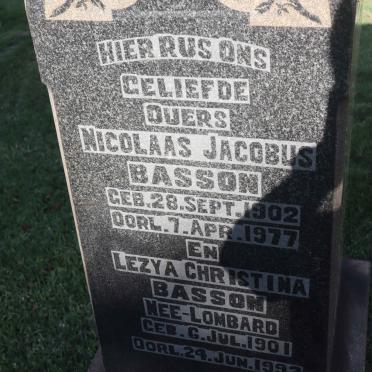 HIER RUS ONS
GELIEFDE
OUERS
NICOLAAS JACOBUS
BASSON
GEB. 28. SEPT. 1902
OORL. 7. APR. 1977
EN
LEZYA CHRISTINA
BASSON
NEE-LOMBARD
GEB. 6. JUL. 1901
OORL. 24. JUN. 1993